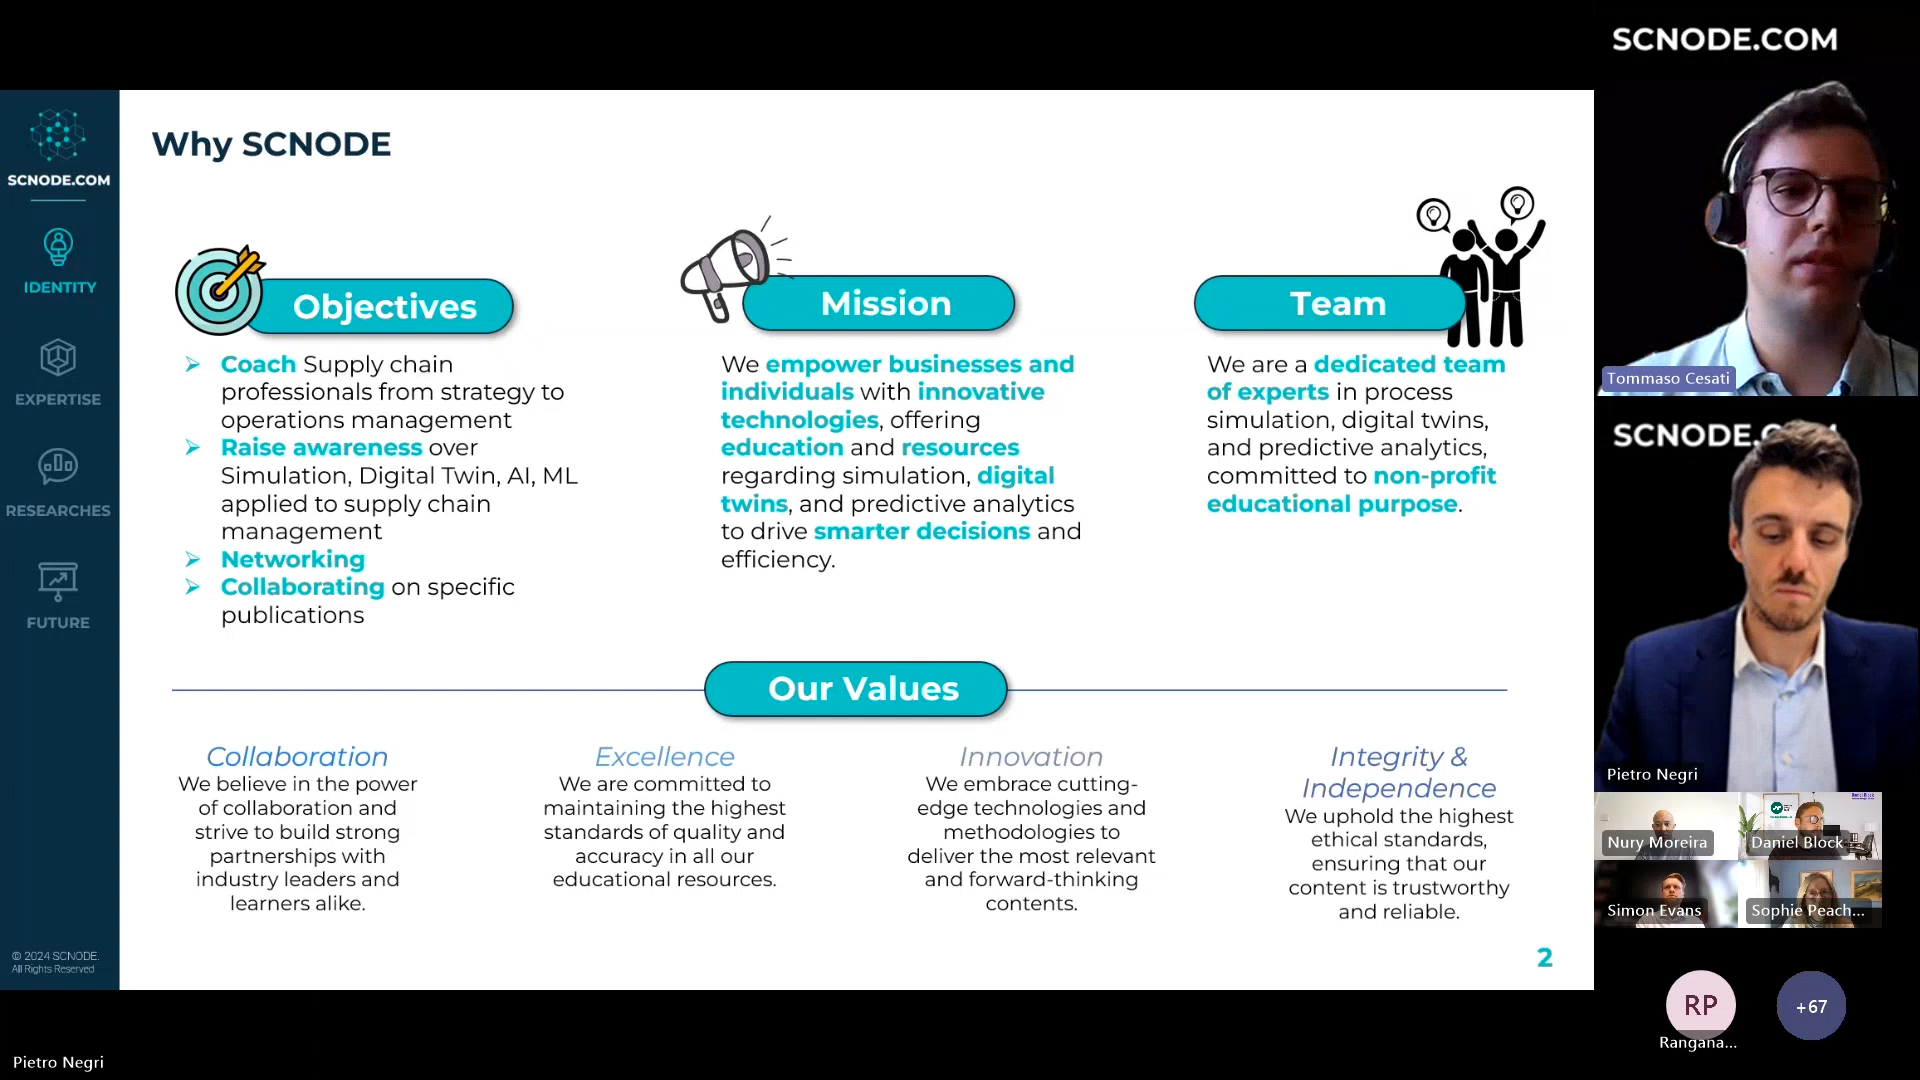 SCNODE.COM
IDENTITY
EXPERTISE
RESEARCHES
FUTURE
© 2024 SCNODE.
All Rights Reserved
Why SCNODE
Objectives
Coach Supply chain
professionals from strategy to
operations management
Raise awareness over
Simulation, Digital Twin, AI, ML
applied to supply chain
management
Networking
Collaborating on specific
publications
Mission
We empower businesses and
individuals with innovative
technologies, offering
education and resources
regarding simulation, digital
twins, and predictive analytics
to drive smarter decisions and
efficiency.
Team
We are a dedicated team
of experts in process
simulation, digital twins,
and predictive analytics,
committed to non-profit
educational purpose.
Our Values
Collaboration
We believe in the power
of collaboration and
strive to build strong
partnerships with
industry leaders and
learners alike.
Excellence
We are committed to
maintaining the highest
standards of quality and
accuracy in all our
educational resources.
Innovation
We embrace cutting-
edge technologies and
methodologies to
deliver the most relevant
and forward-thinking
contents.
Integrity &
Independence
We uphold the highest
ethical standards,
ensuring that our
content is trustworthy
and reliable.
2
Pietro Negri
SCNODE.COM
Tommaso Cesati
SCNODE.
Pietro Negri
Nury Moreira
Daniel Block
Simon Evans
Sophie Peach...
RP
Rangana...
+67